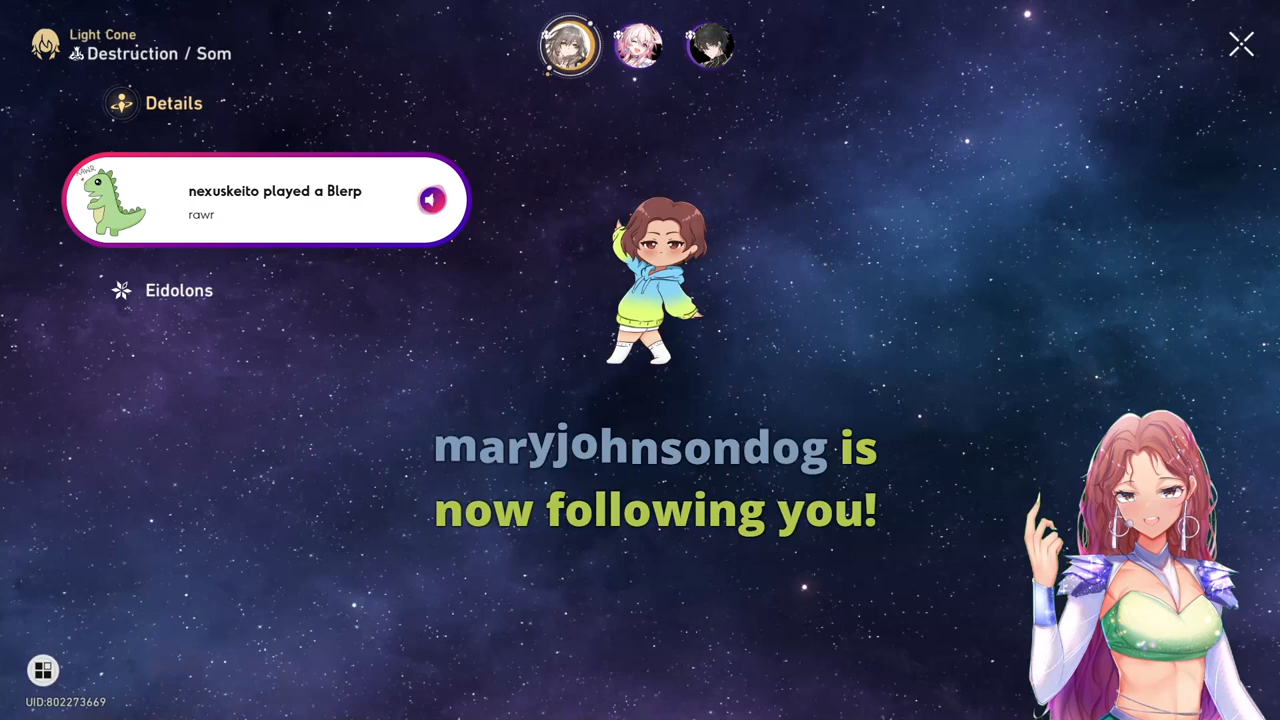 Light Cone
Destruction / Som
Details
RAWR
nexuskeito played a Blerp
rawr
Eidolons
maryjohnsondog is
now following you!
UID:802273669